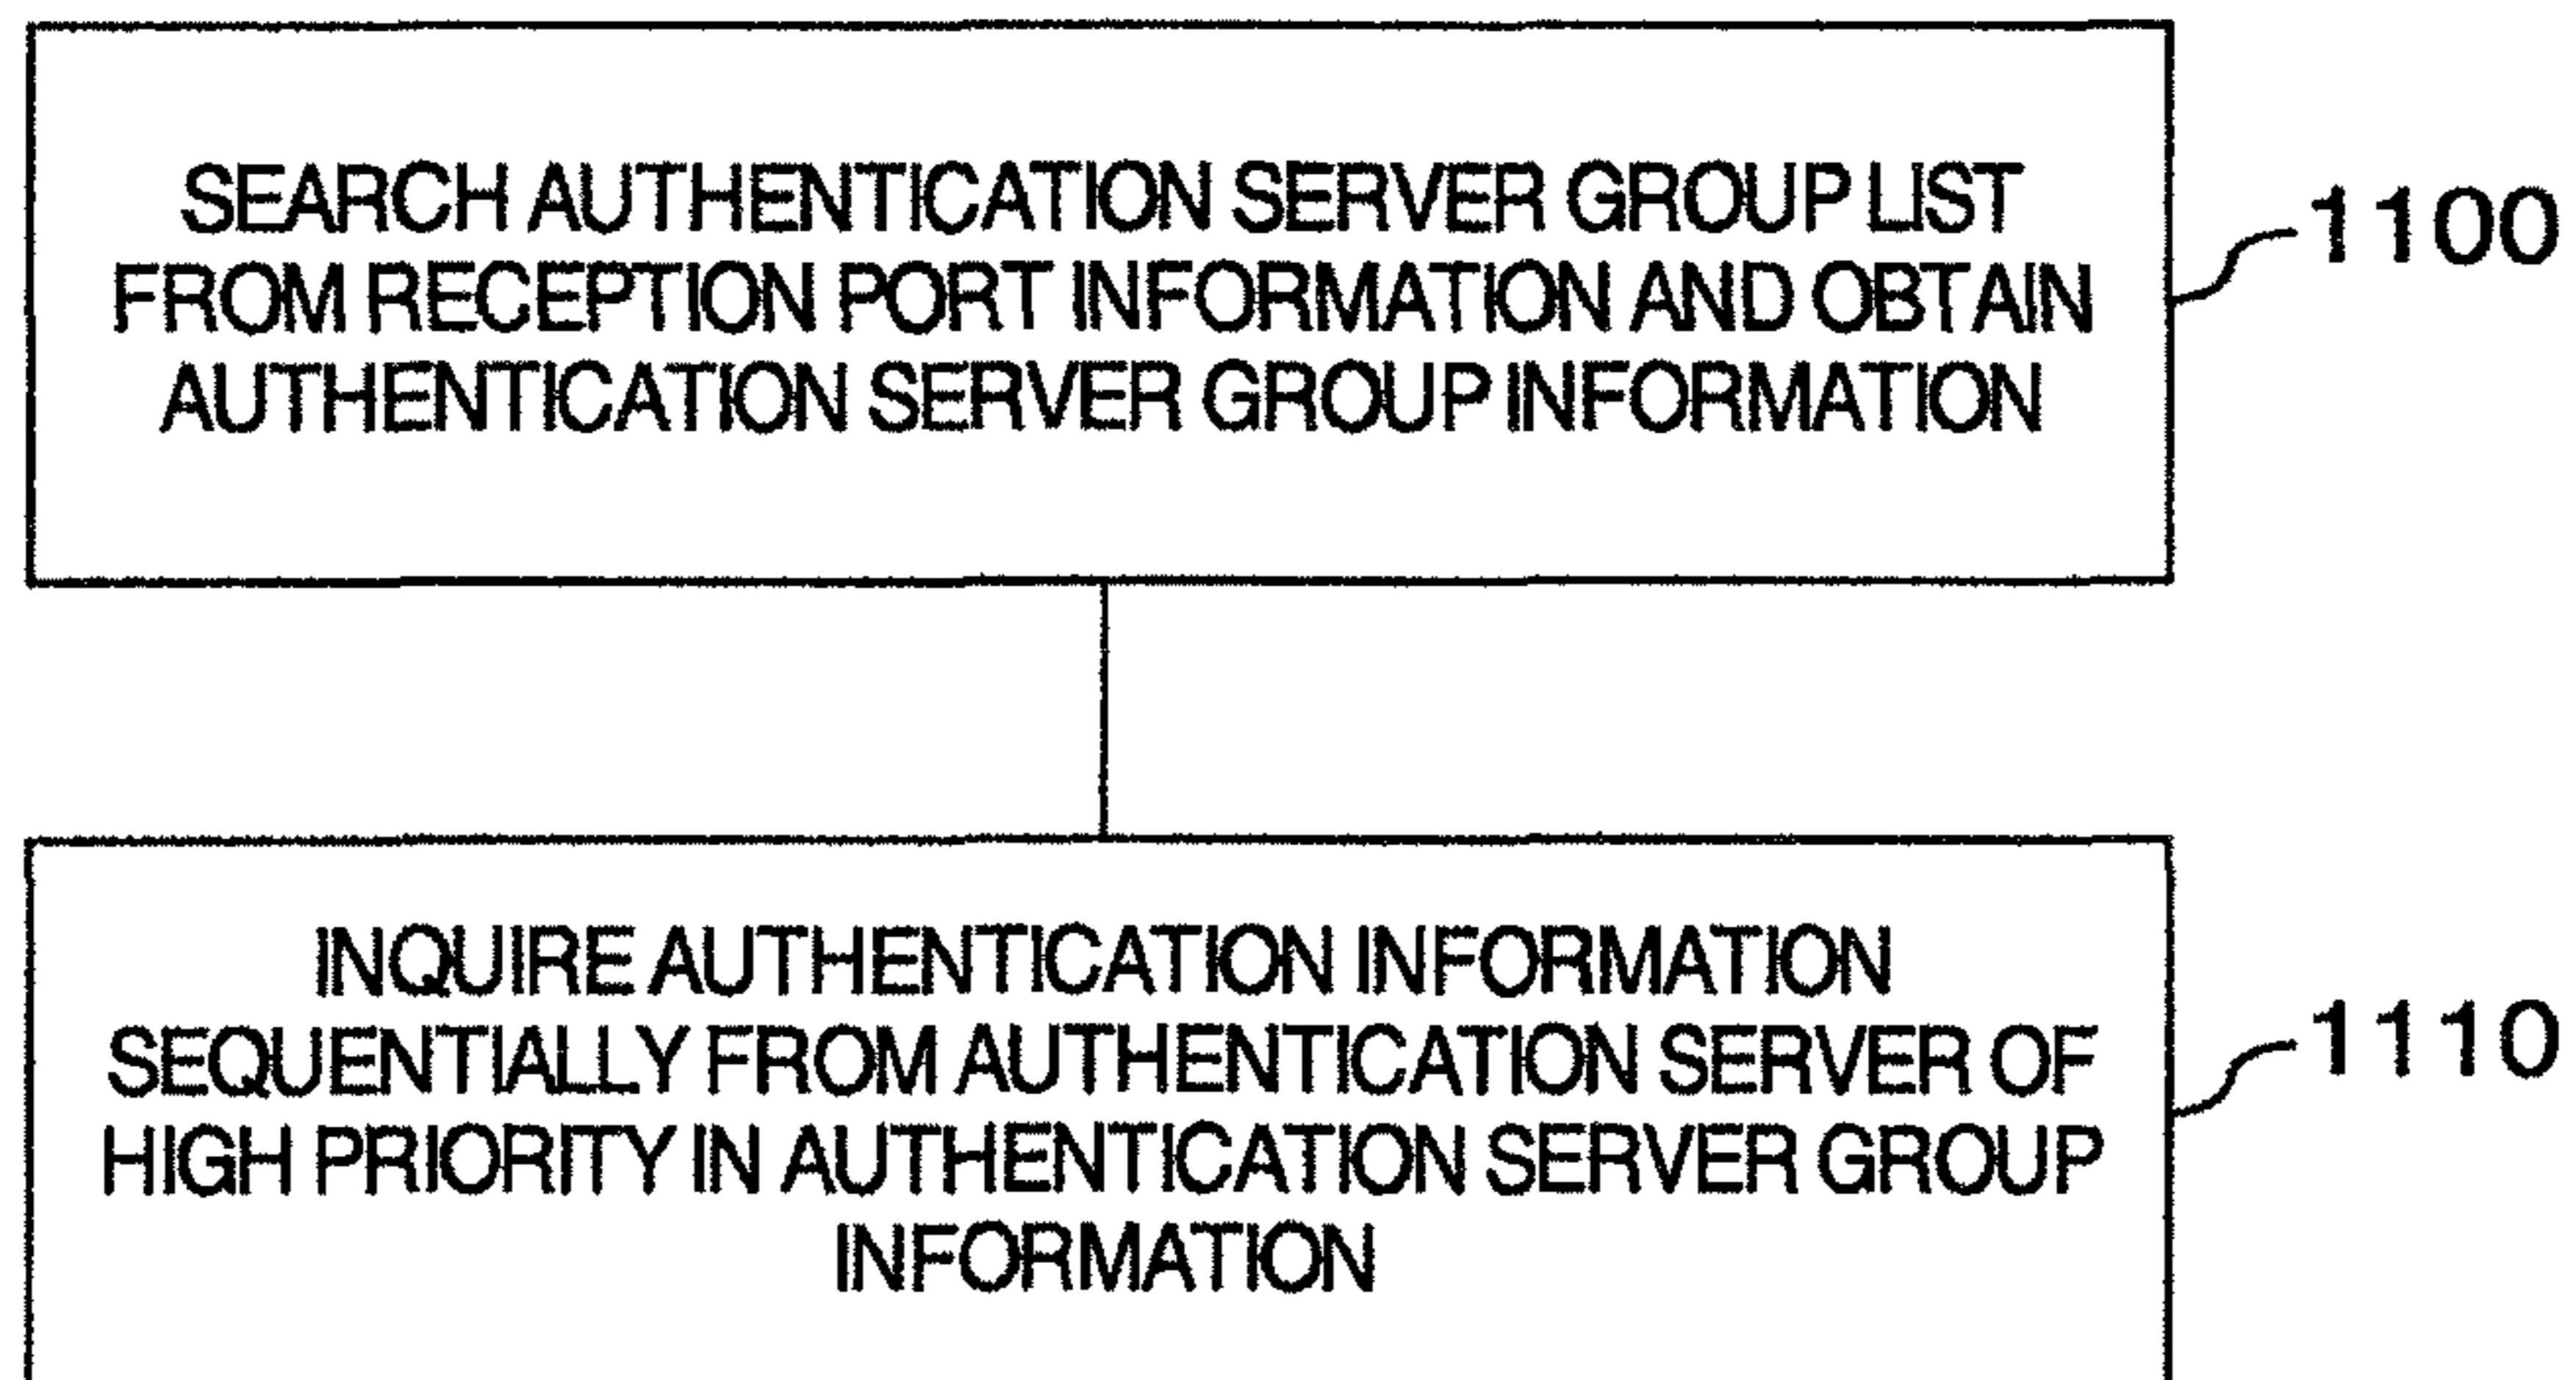 SEARCH AUTHENTICATION SERVER GROUP LIST
FROM RECEPTION PORT INFORMATION AND OBTAIN
AUTHENTICATION SERVER GROUP INFORMATION
1100
INQUIRE AUTHENTICATION INFORMATION
SEQUENTIALLY FROM AUTHENTICATION SERVER OF
HIGH PRIORITY IN AUTHENTICATION SERVER GROUP
INFORMATION
1110